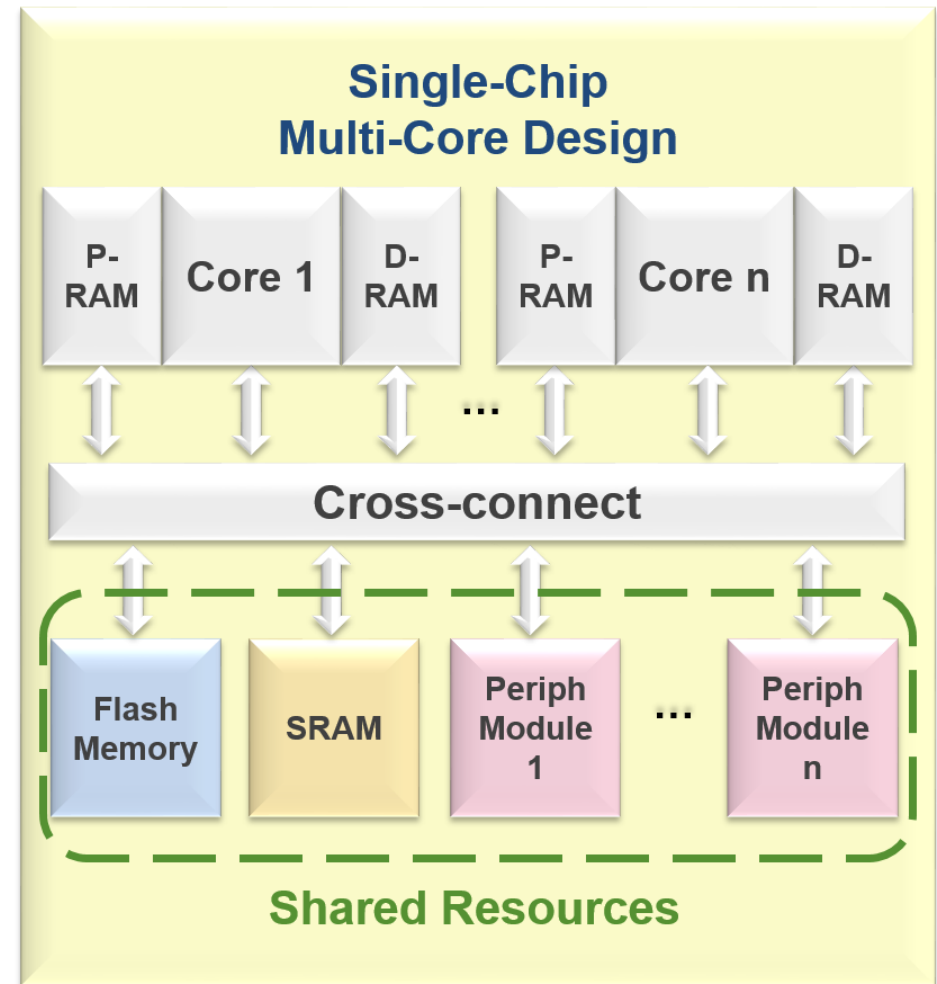 Single-Chip
Multi-Core Design
P-
RAM
Core 1
D-
RAM
P-
RAM
Core n
D-
RAM
...
Cross-connect
Flash
Memory
SRAM
Periph
Module
1
...
Periph
Module
n
Shared Resources